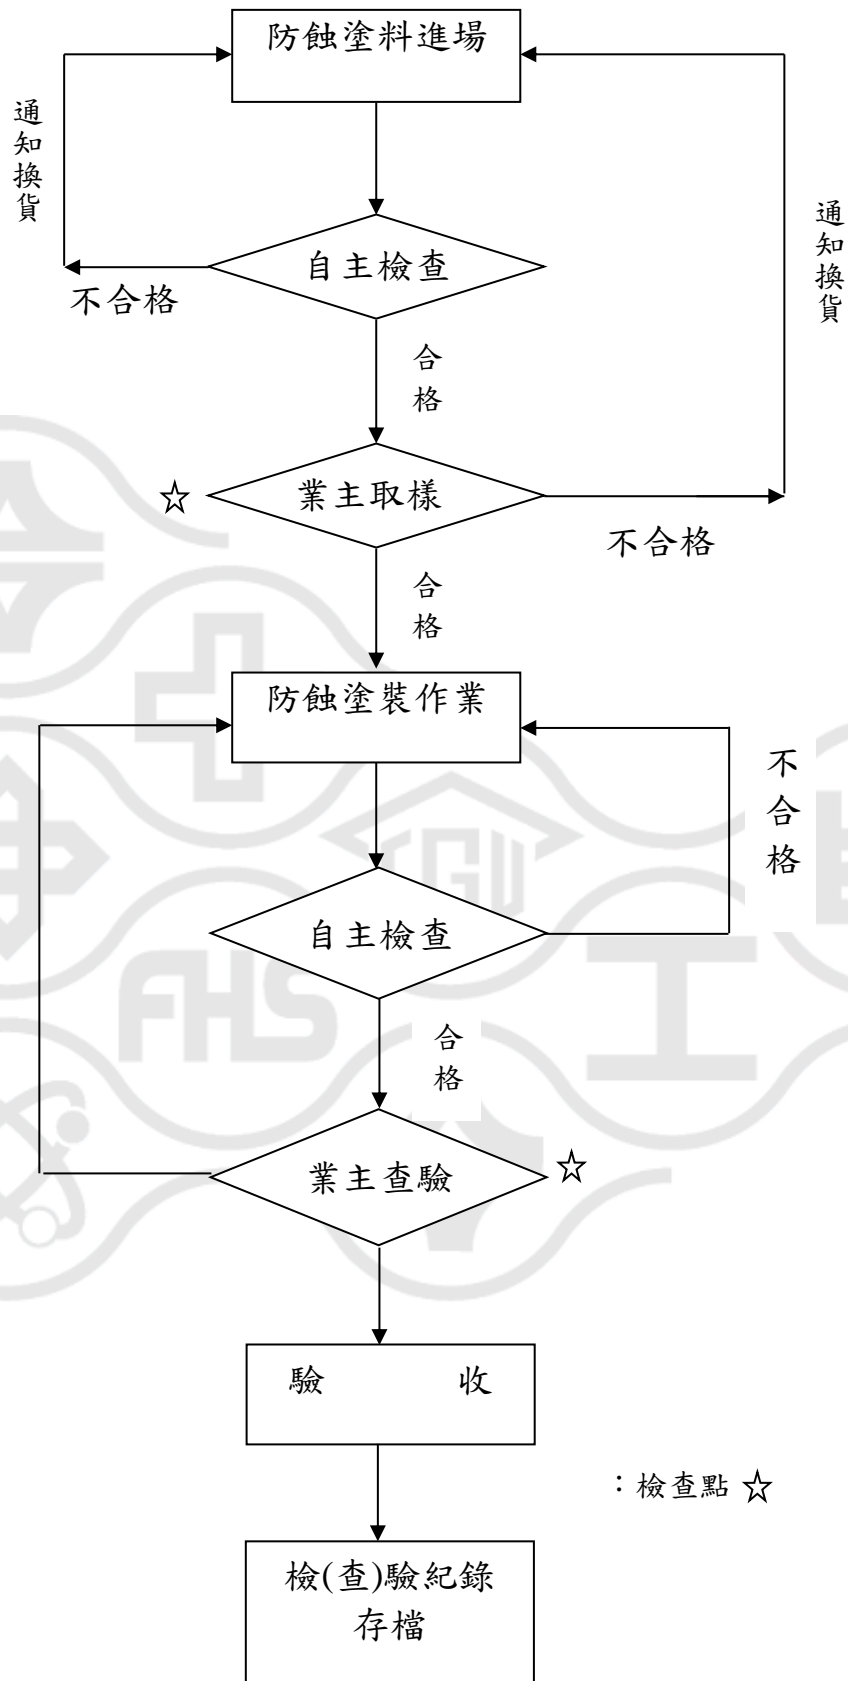 防蝕塗料進場
通知換貨
通知換貨
自主檢查
不合格
合格
☆
業主取樣
不合格
合格
防蝕塗裝作業
不合格
自主檢查
合格
業主查驗
☆
驗 收
：檢查點 ☆
檢(查)驗紀錄
存檔
FHS